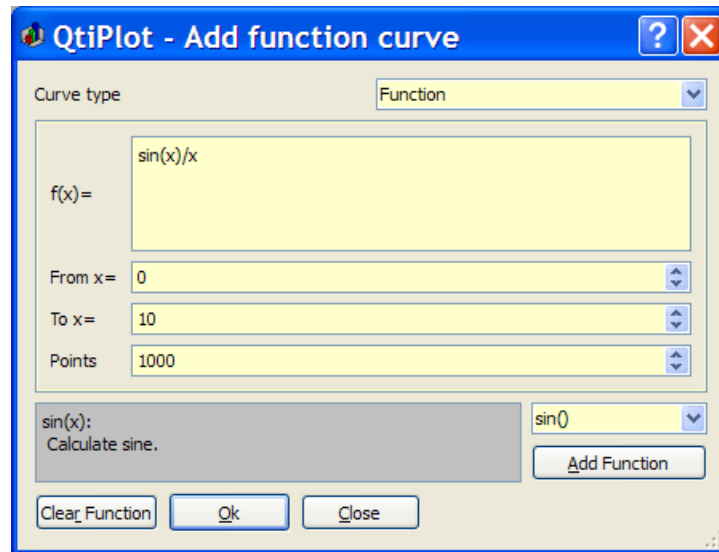 QtiPlot - Add function curve
?
Curve type
Function
f(x)=
sin(x)/x
From x=
0
To x=
10
Points
1000
sin(x):
Calculate sine.
sin()
Add Function
Clear Function
Ok
Close